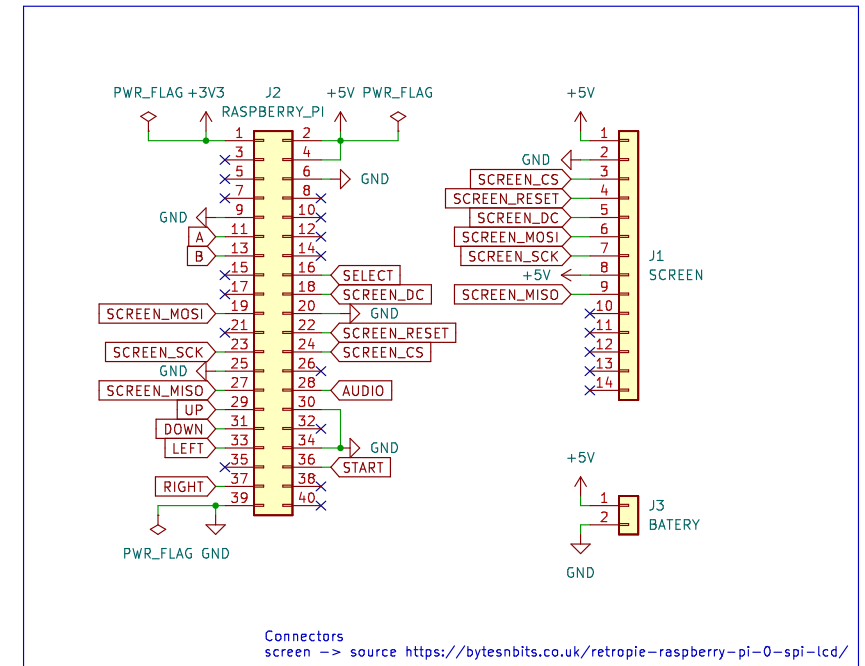 PWR_FLAG +3V3 J2 +5V PWR_FLAG +5V
RASPBERRY_PI
1 2 1
3 4 GND 2
5 6 GND SCREEN_CS 3
7 8 SCREEN_RESET 4
GND 9 10 SCREEN_DC 5
A 11 12 SCREEN_MOSI 6
B 13 14 SCREEN_SCK 7 J1
15 16 SELECT +5V 8 SCREEN
17 18 SCREEN_DC SCREEN_MISO 9
SCREEN_MOSI 19 20 GND 10
21 22 SCREEN_RESET 11
SCREEN_SCK 23 24 SCREEN_CS 12
GND 25 26 13
SCREEN_MISO 27 28 AUDIO 14
UP 29 30
DOWN 31 32
LEFT 33 34 GND
35 36 START +5V
RIGHT 37 38
39 40 1 J3
2 BATERY
PWR_FLAG GND
GND
Connectors
screen -> source https://bytesnbits.co.uk/retropie-raspberry-pi-0-spi-lcd/